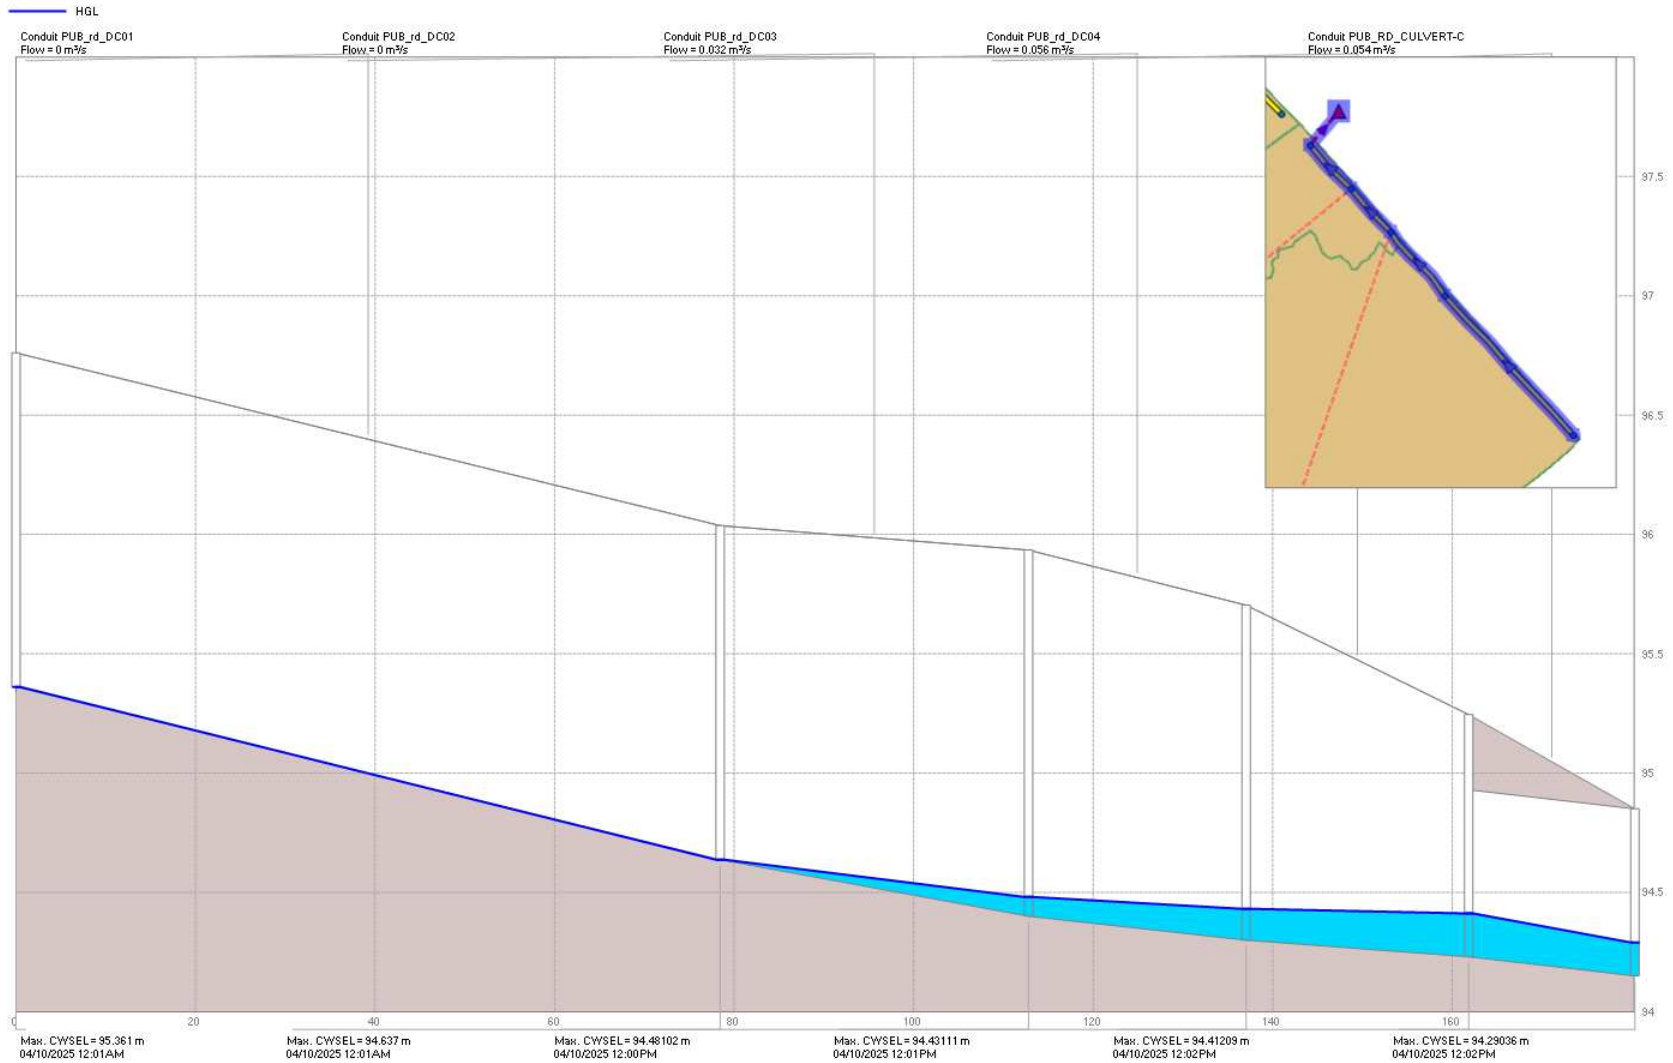 HGL
Conduit PUB_rd_DC01
Flow = 0 m³/s
Conduit PUB_rd_DC02
Flow = 0 m³/s
Conduit PUB_rd_DC03
Flow = 0.032 m³/s
Conduit PUB_rd_DC04
Flow = 0.056 m³/s
Conduit PUB_RD_CULVERT-C
Flow = 0.054 m³/s
97.5
97
96.5
96
95.5
95
94.5
94
0
20
40
60
80
100
120
140
160
Max. CWSEL = 95.361 m
04/10/2025 12:01AM
Max. CWSEL = 94.637 m
04/10/2025 12:01AM
Max. CWSEL = 94.48102 m
04/10/2025 12:00PM
Max. CWSEL = 94.43111 m
04/10/2025 12:01PM
Max. CWSEL = 94.41209 m
04/10/2025 12:02PM
Max. CWSEL = 94.29036 m
04/10/2025 12:02PM